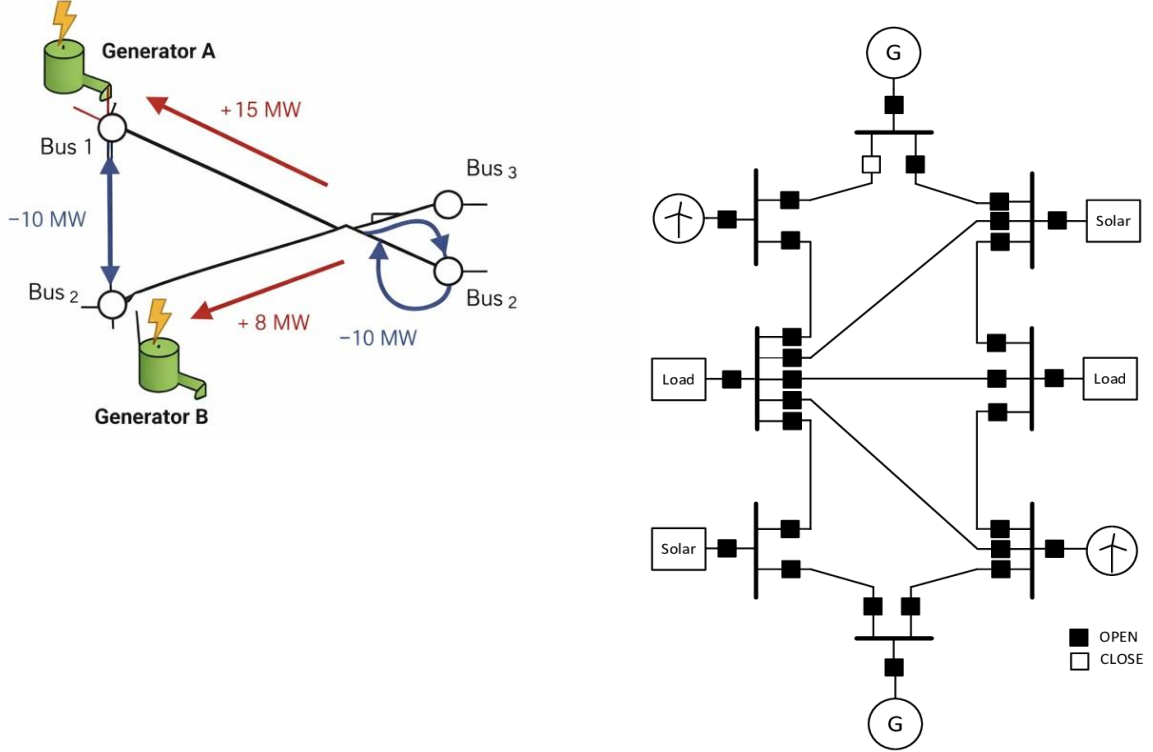 Generator A
+15 MW
Bus 1
Bus 3
−10 MW
Bus 2
Bus 2
+ 8 MW
−10 MW
Generator B
G
Solar
Load
Load
Solar
G
OPEN
CLOSE